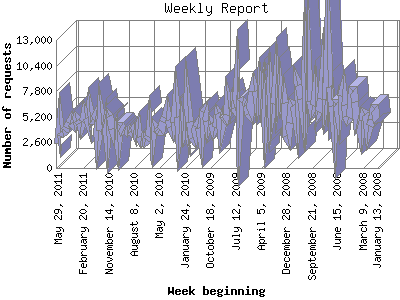 Weekly Report
Number of requests
13,000
10,400
7,800
5,200
2,600
0
May 29, 2011
February 20, 2011
November 14, 2010
August 8, 2010
May 2, 2010
January 24, 2010
October 18, 2009
July 12, 2009
April 5, 2009
December 28, 2008
September 21, 2008
June 15, 2008
March 9, 2008
January 13, 2008
Week beginning